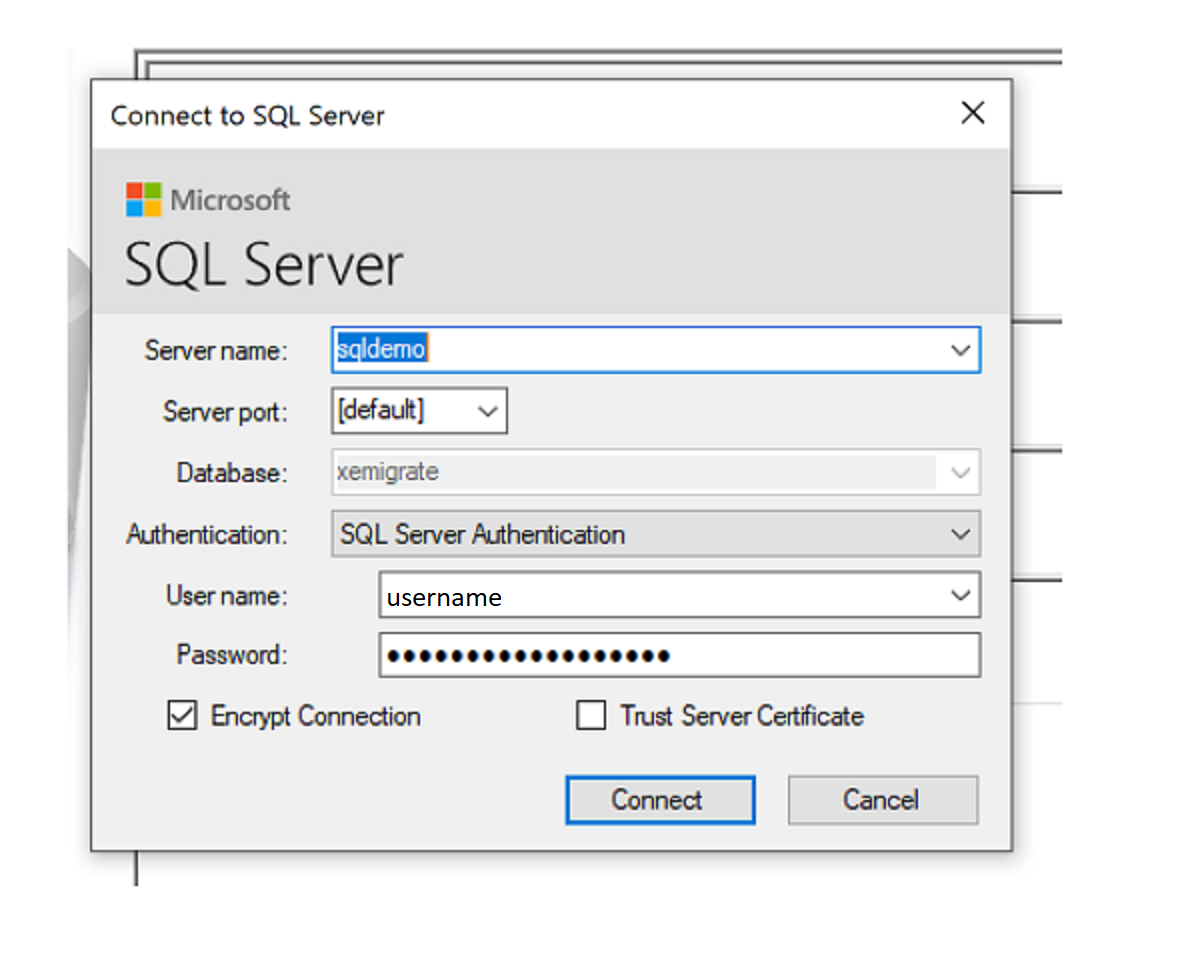 Connect to SQL Server
Microsoft
SQL Server
Server name: sqldemo
Server port: [default]
Database: xemigrate
Authentication: SQL Server Authentication
User name: username
Password: ●●●●●●●●●●●●●●●●●●
Encrypt Connection Trust Server Certificate
Connect Cancel